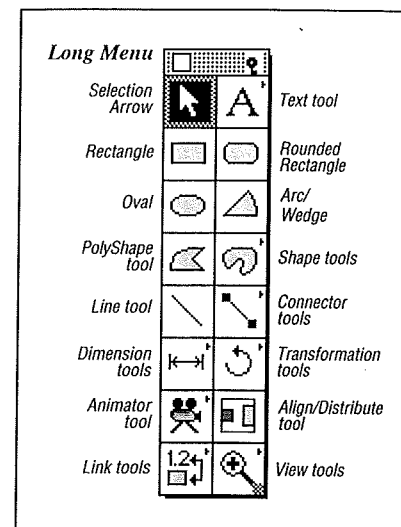 Long Menu
Selection
Arrow
A
Text tool
Rectangle
Rounded
Rectangle
Oval
Arc/
Wedge
PolyShape
tool
Shape tools
Line tool
Connector
tools
Dimension
tools
Transformation
tools
Animator
tool
Align/Distribute
tool
Link tools
1.2
View tools